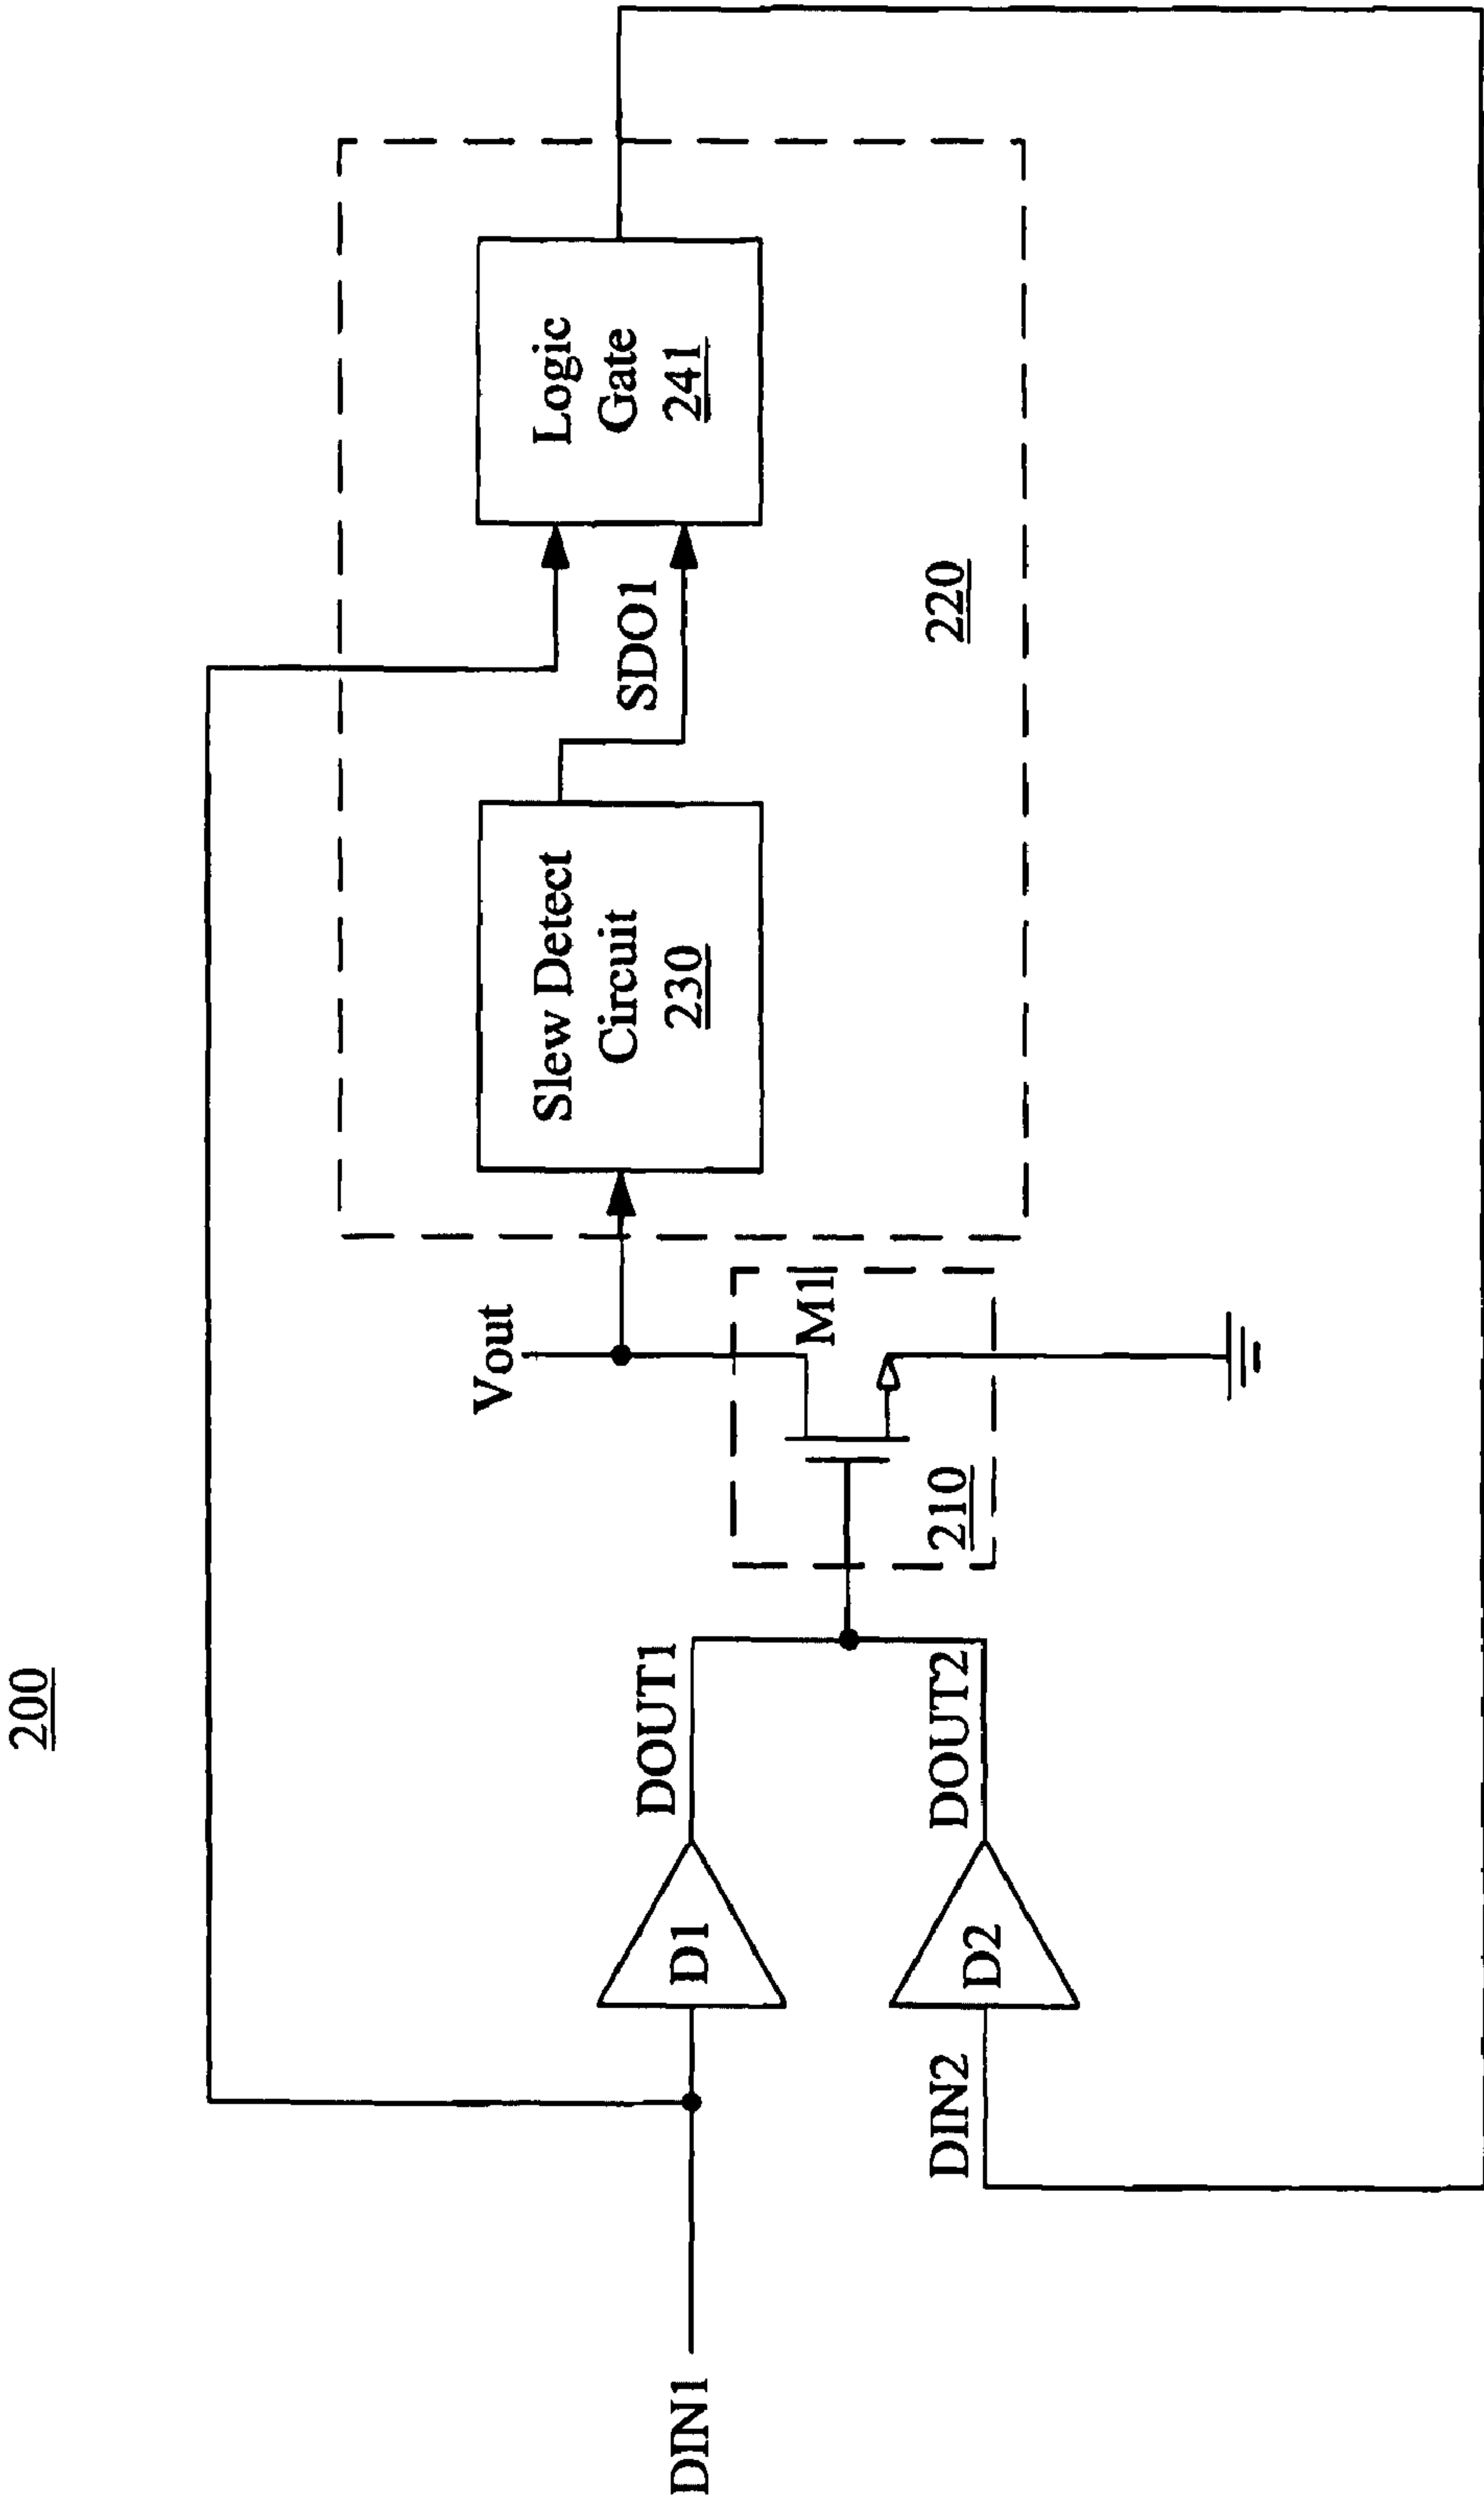 200
DIN1
D1
DOUT1
DIN2
D2
DOUT2
210
M1
Vout
Slew Detect
Circuit
230
SDO1
Logic
Gate
241
220